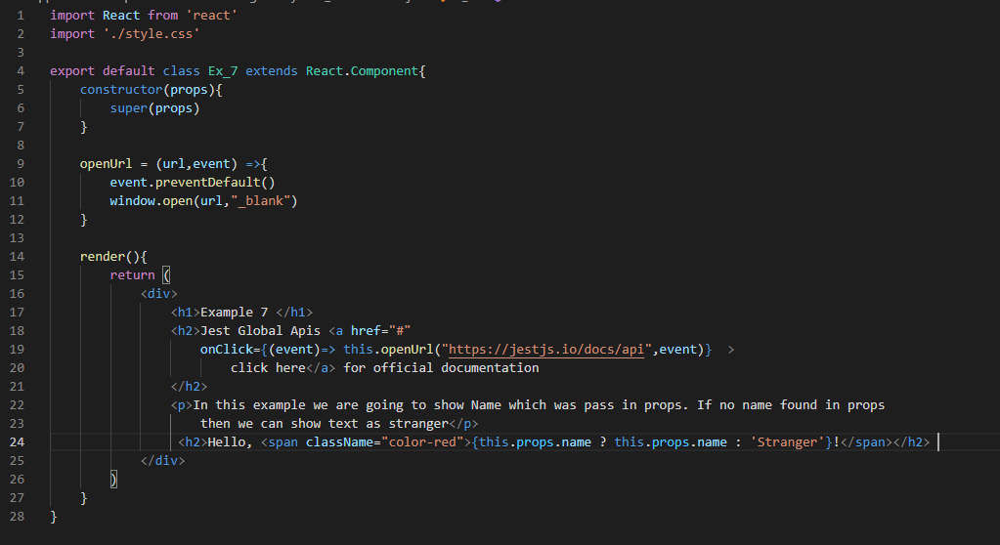 1 import React from 'react'
2 import './style.css'
3
4 export default class Ex_7 extends React.Component{
5     constructor(props){
6         super(props)
7     }
8
9     openUrl = (url,event) =>{
10         event.preventDefault()
11         window.open(url,"_blank")
12     }
13
14     render(){
15         return (
16             <div>
17                 <h1>Example 7 </h1>
18                 <h2>Jest Global Apis <a href="#"
19                     onClick={(event)=> this.openUrl("https://jestjs.io/docs/api",event)}  >
20                         click here</a> for official documentation
21                 </h2>
22                 <p>In this example we are going to show Name which was pass in props. If no name found in props
23                     then we can show text as stranger</p>
24                  <h2>Hello, <span className="color-red">{this.props.name ? this.props.name : 'Stranger'}!</span></h2>
25             </div>
26         )
27     }
28 }